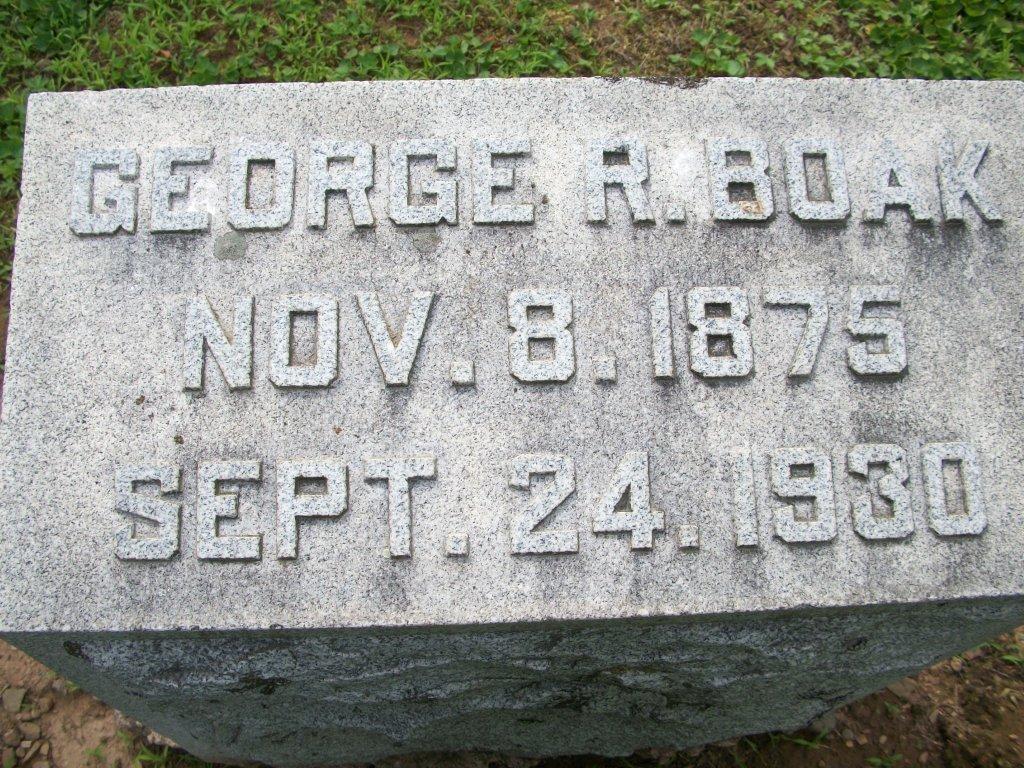 GEORGE R. BOAK
NOV. 8. 1875
SEPT. 24. 1930